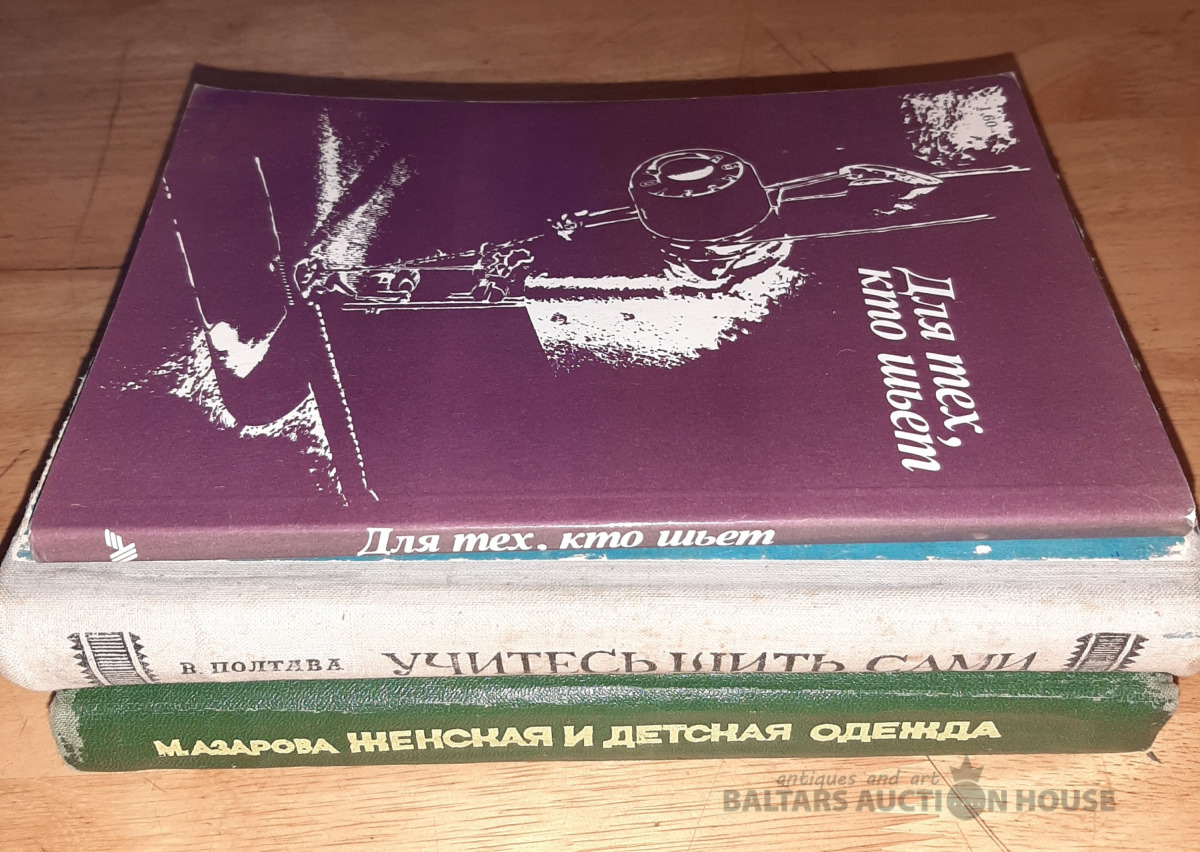 Для тех,
кто шьет
Для тех, кто шьет
В. ПОЛТАВА УЧИТЕСЬ ШИТЬ САМИ
М. АЗАРОВА ЖЕНСКАЯ И ДЕТСКАЯ ОДЕЖДА
antiques and art
BALTARS AUCTION HOUSE